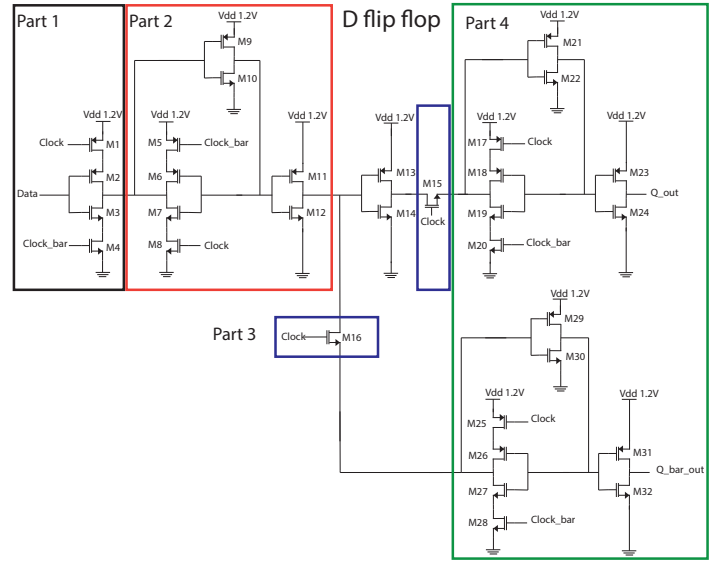 Part 1
Part 2
D flip flop
Part 4
Vdd 1.2V
M9
M10
Vdd 1.2V
Clock
M1
M2
Data
M3
Clock_bar
M4
Vdd 1.2V
M5
Clock_bar
M6
M7
M8
Clock
Vdd 1.2V
M11
M12
Vdd 1.2V
M13
M14
M15
Clock
Vdd 1.2V
M21
M22
Vdd 1.2V
M17
Clock
M18
M19
M20
Clock_bar
Vdd 1.2V
M23
Q_out
M24
Part 3
Clock
M16
Vdd 1.2V
M29
M30
Vdd 1.2V
M25
Clock
M26
M27
M28
Clock_bar
Vdd 1.2V
M31
Q_bar_out
M32